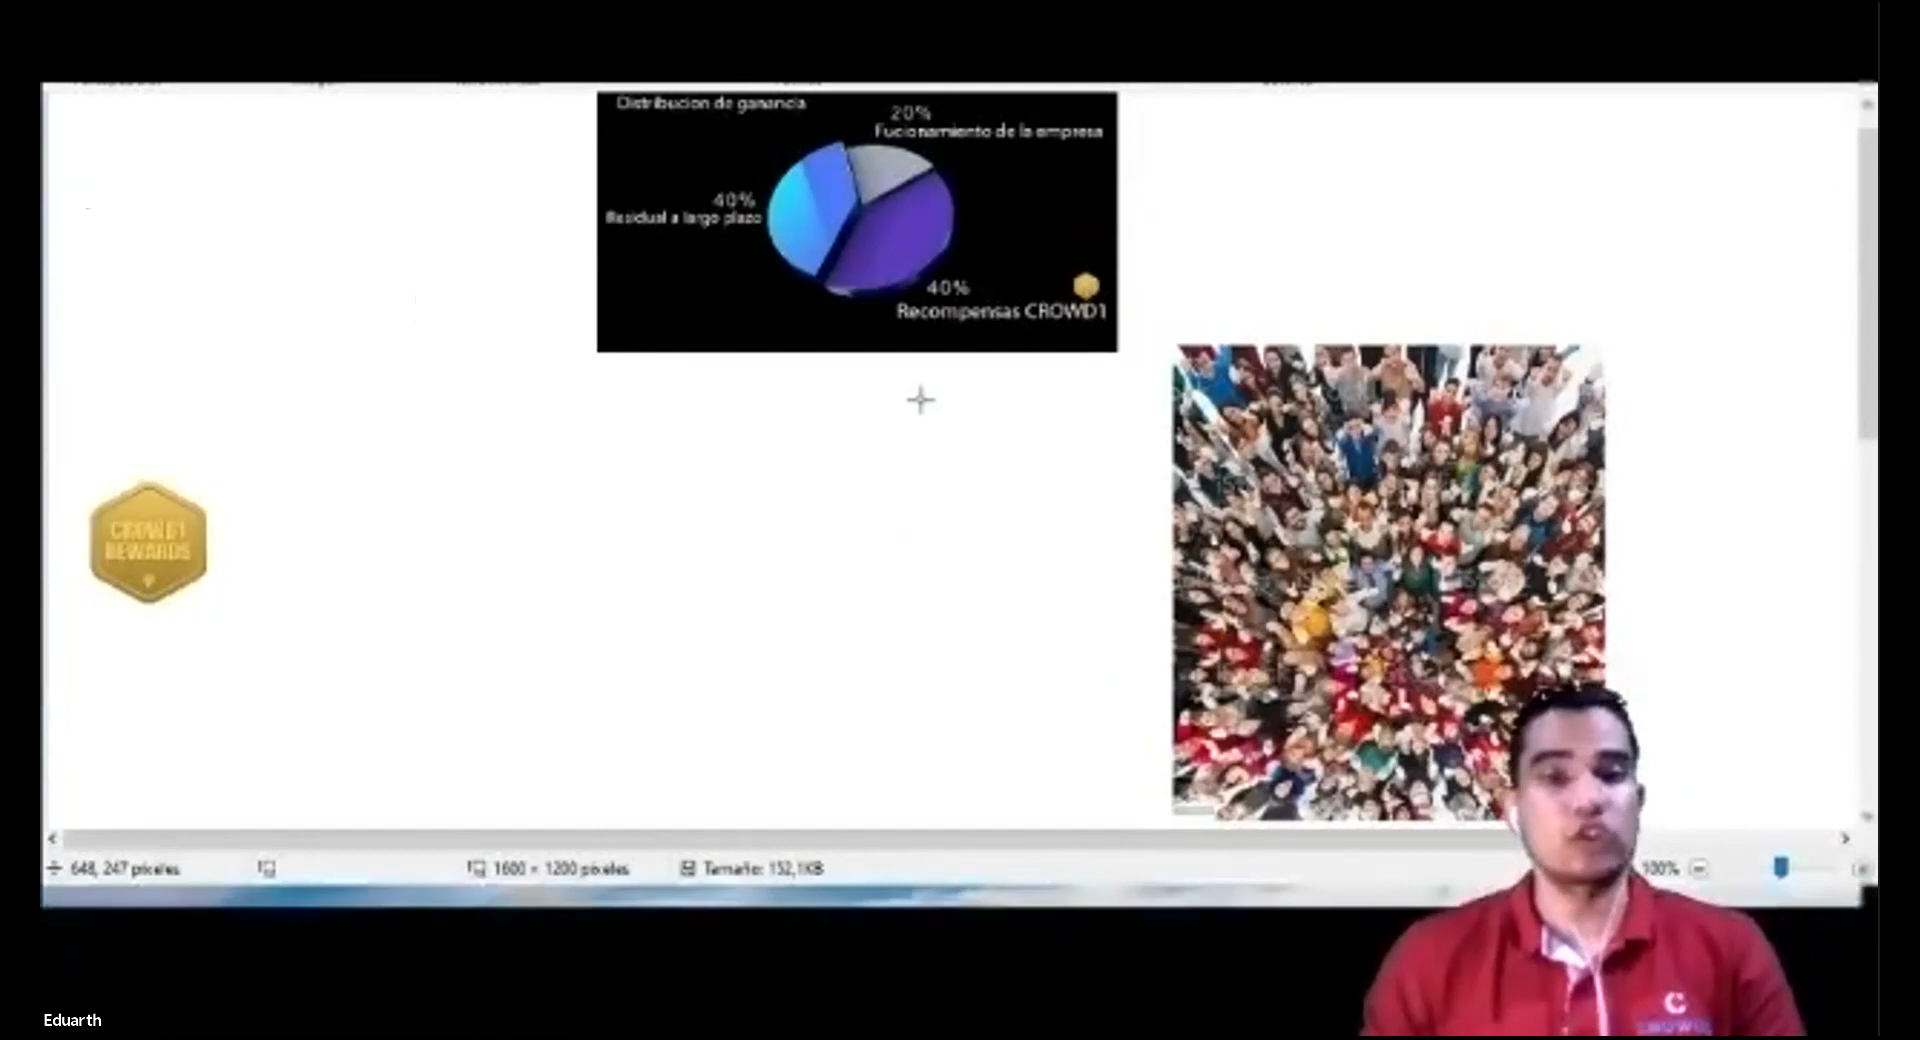 Distribucion de ganancia
20%
Fucionamiento de la empresa
40%
Residual a largo plazo
40%
Recompensas CROWD1
CROWD1
REWARDS
648, 247 píxeles
1600 × 1200 píxeles
Tamaño: 152,1KB
100%
Eduarth